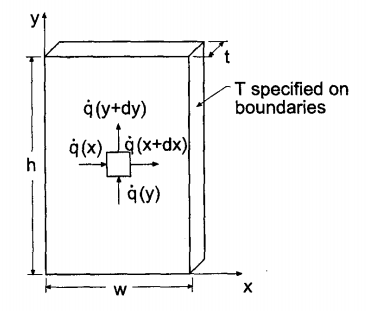 y
t
T specified on
boundaries
q̇(y+dy)
q̇(x)
q̇(x+dx)
h
q̇(y)
w
x